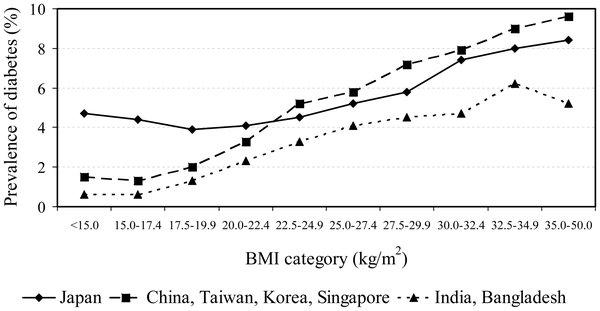 Prevalence of diabetes (%)
10
8
6
4
2
0
<15.0 15.0-17.4 17.5-19.9 20.0-22.4 22.5-24.9 25.0-27.4 27.5-29.9 30.0-32.4 32.5-34.9 35.0-50.0
BMI category (kg/m²)
Japan China, Taiwan, Korea, Singapore India, Bangladesh